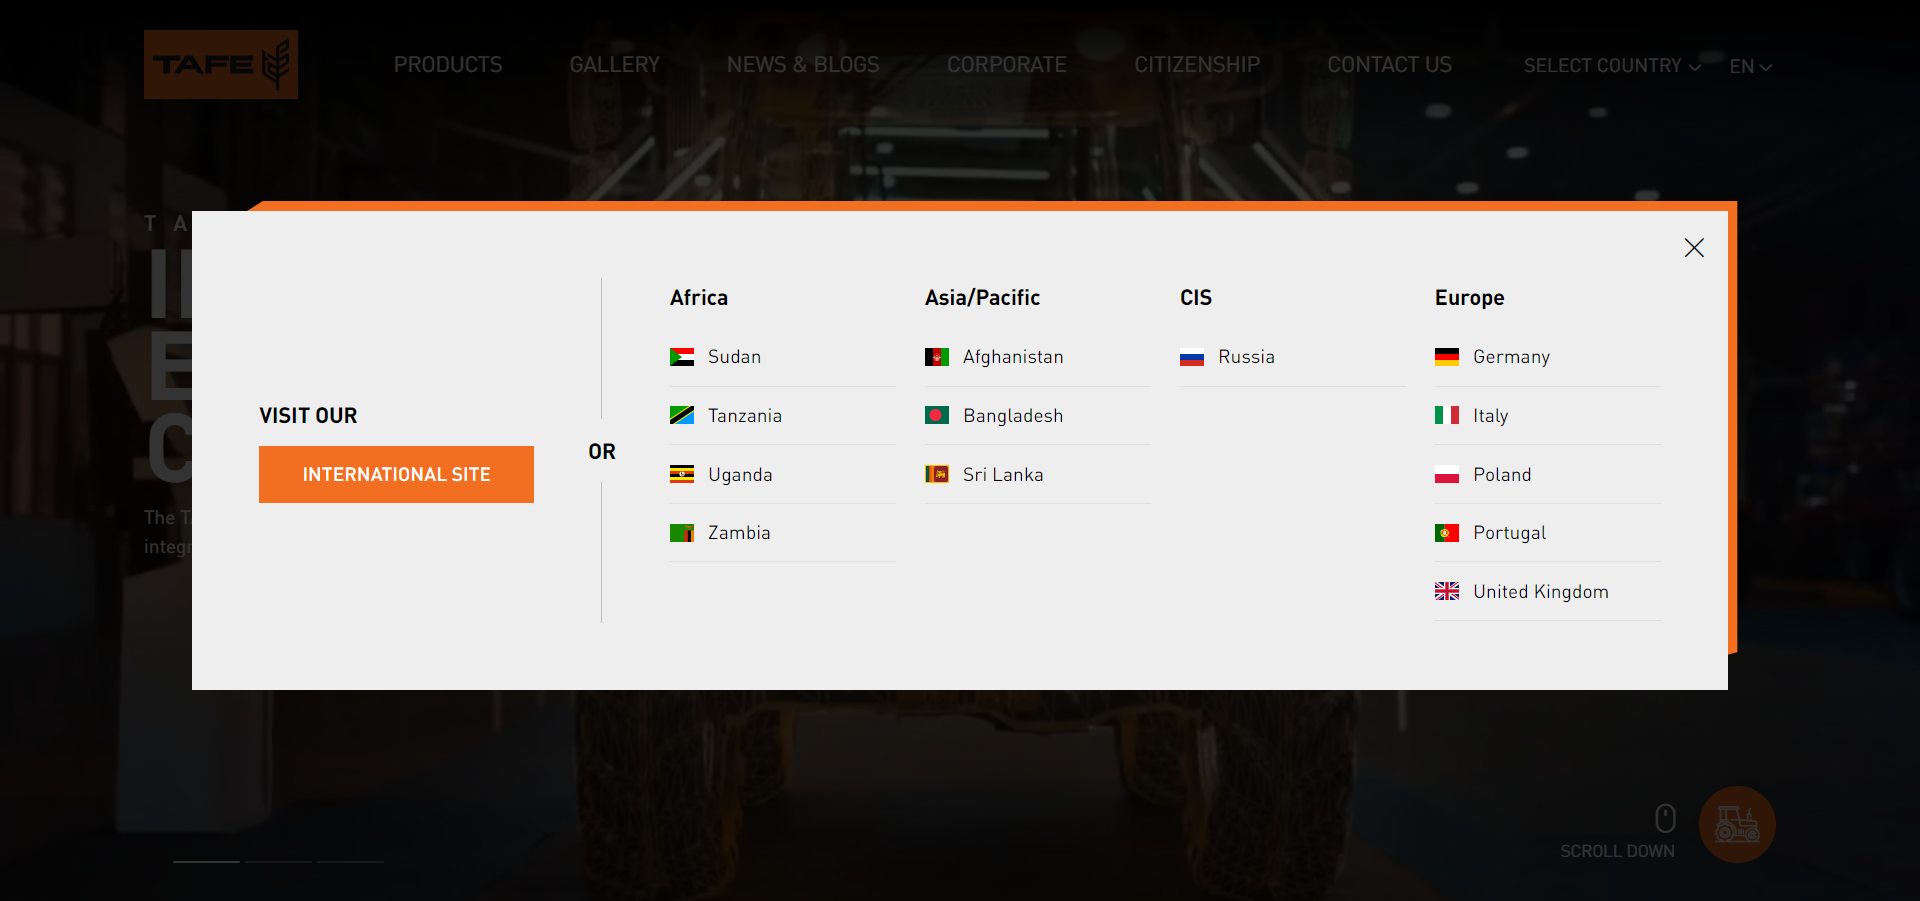 TAFE
PRODUCTS
GALLERY
NEWS & BLOGS
CORPORATE
CITIZENSHIP
CONTACT US
SELECT COUNTRY
EN
T A
E
C
The
integr
VISIT OUR
INTERNATIONAL SITE
OR
Africa
Sudan
Tanzania
Uganda
Zambia
Asia/Pacific
Afghanistan
Bangladesh
Sri Lanka
CIS
Russia
Europe
Germany
Italy
Poland
Portugal
United Kingdom
SCROLL DOWN